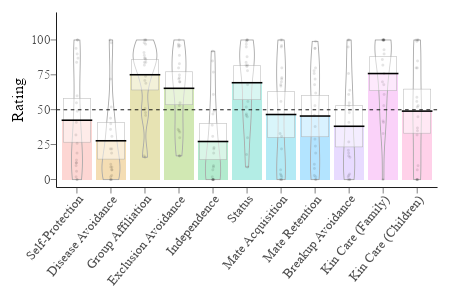 100
75
50
25
0
Rating
Self-Protection
Disease Avoidance
Group Affiliation
Exclusion Avoidance
Independence
Status
Mate Acquisition
Mate Retention
Breakup Avoidance
Kin Care (Family)
Kin Care (Children)